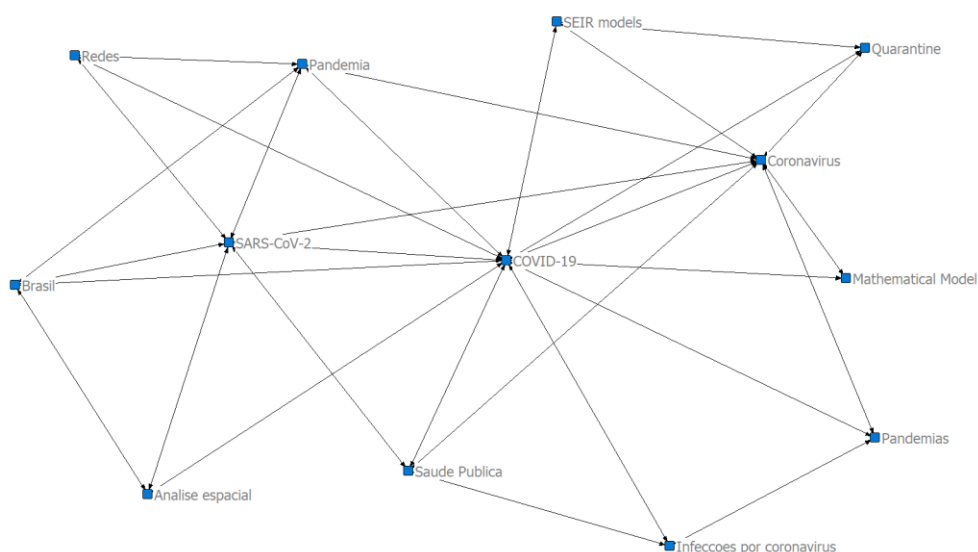 SEIR models
Quarantine
Redes
Pandemia
Coronavirus
SARS-CoV-2
COVID-19
Mathematical Model
Brasil
Pandemias
Saude Publica
Analise espacial
Infeccoes por coronavirus